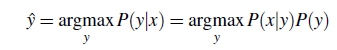 ŷ = argmax P(y|x) = argmax P(x|y)P(y)
y y